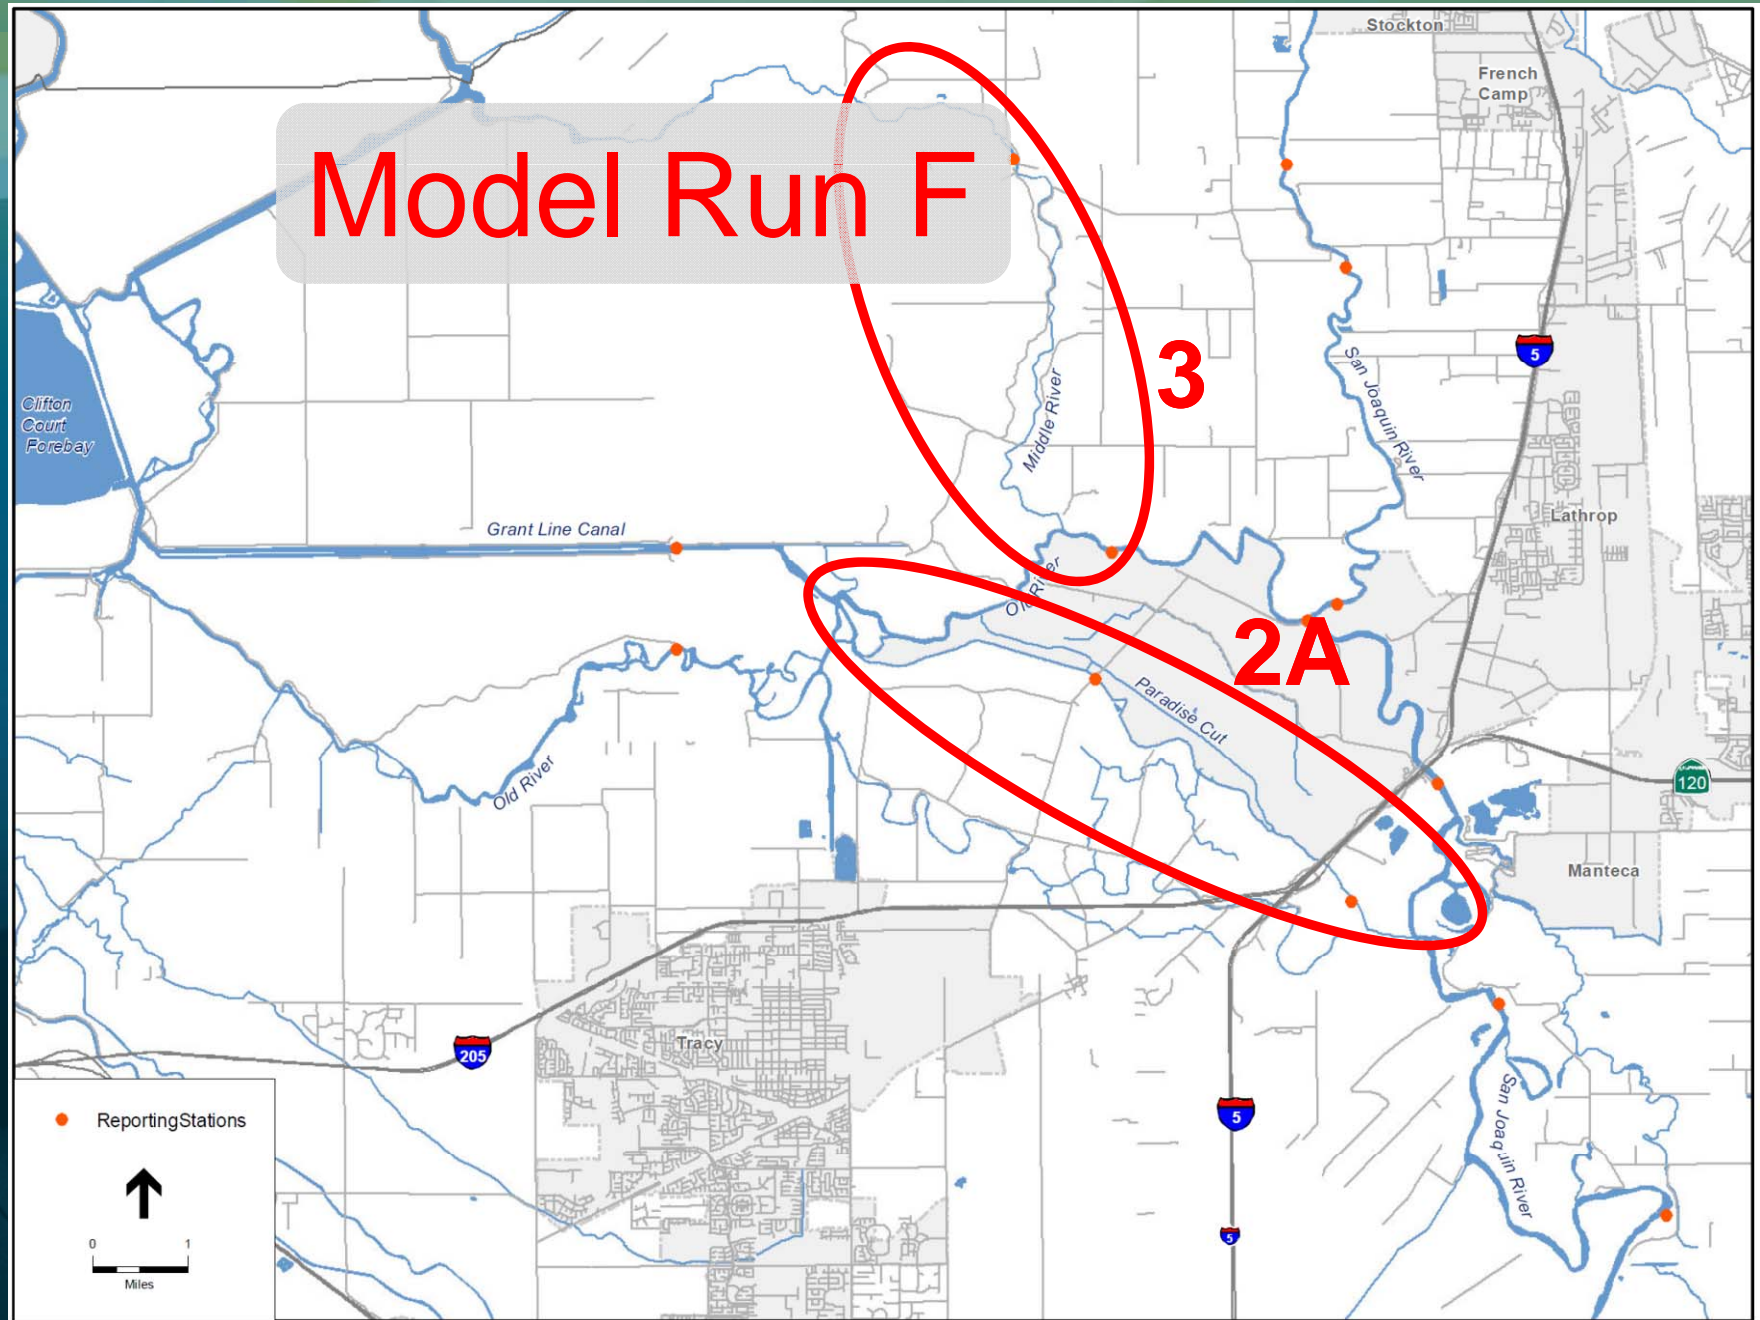 Stockton
French
Camp
Model Run F
3
5
San Joaquin River
Middle River
Clifton
Court
Forebay
Lathrop
Grant Line Canal
Old River
2A
Paradise Cut
Old River
120
Manteca
Tracy
205
5
San Joaquin River
ReportingStations
0 1
Miles
5